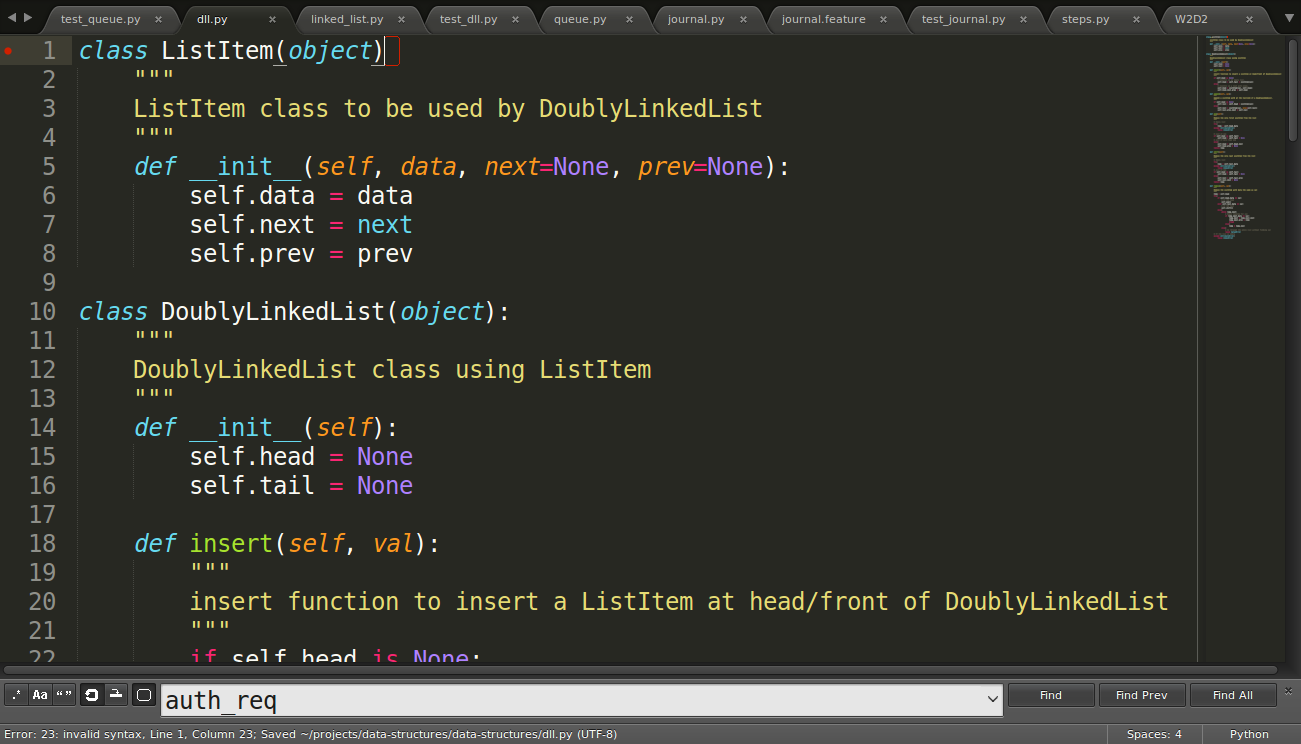 test_queue.py × dll.py × linked_list.py × test_dll.py × queue.py × journal.py × journal.feature × test_journal.py × steps.py × W2D2 ×
1 class ListItem(object)
2 """
3 ListItem class to be used by DoublyLinkedList
4 """
5 def __init__(self, data, next=None, prev=None):
6 self.data = data
7 self.next = next
8 self.prev = prev
9
10 class DoublyLinkedList(object):
11 """
12 DoublyLinkedList class using ListItem
13 """
14 def __init__(self):
15 self.head = None
16 self.tail = None
17
18 def insert(self, val):
19 """
20 insert function to insert a ListItem at head/front of DoublyLinkedList
21 """
22 if self.head is None:
.* Aa “” auth_req Find Find Prev Find All ×
Error: 23: invalid syntax, Line 1, Column 23; Saved ~/projects/data-structures/data-structures/dll.py (UTF-8) Spaces: 4 Python